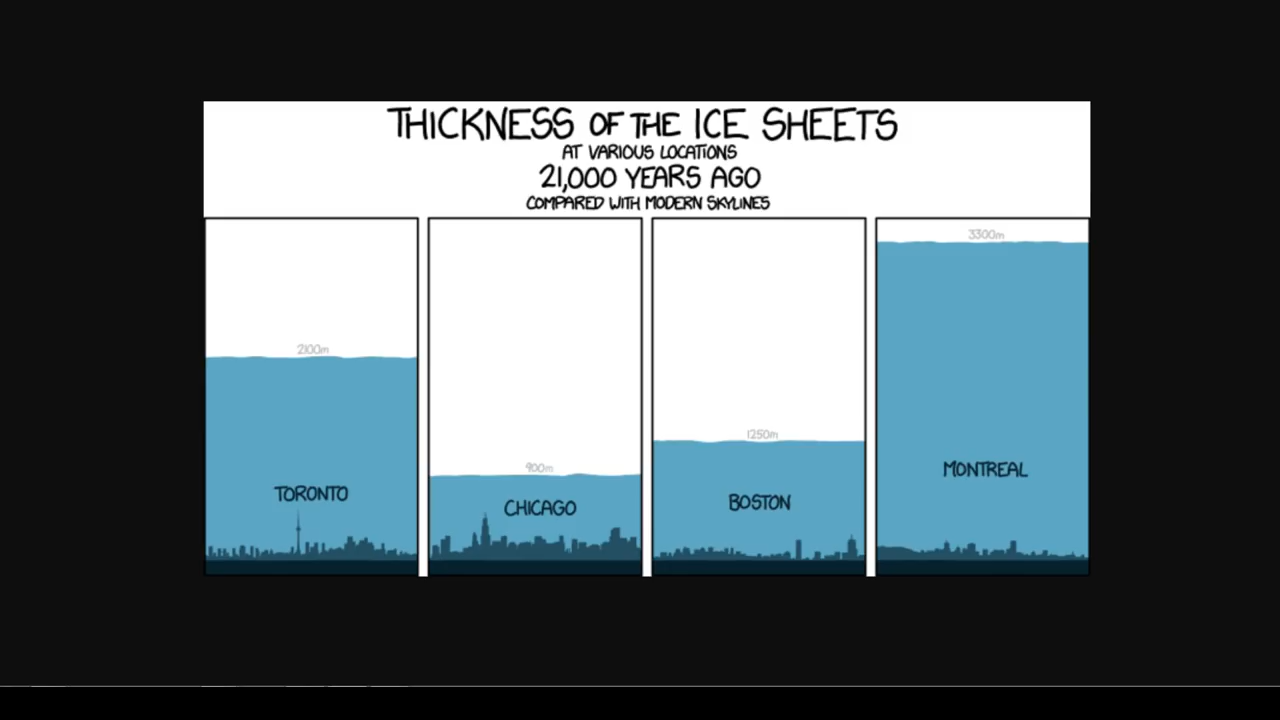 THICKNESS OF THE ICE SHEETS
AT VARIOUS LOCATIONS
21,000 YEARS AGO
COMPARED WITH MODERN SKYLINES
2100m
TORONTO
900m
CHICAGO
1250m
BOSTON
3300m
MONTREAL